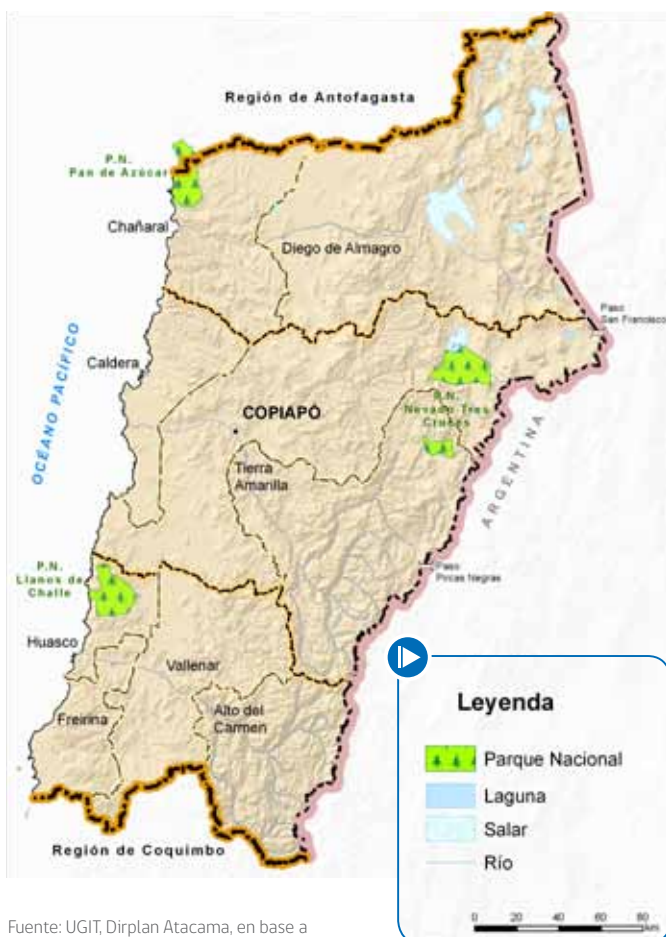 Región de Antofagasta
P.N.
Pan de Azúcar
Chañaral
Diego de Almagro
Paso
San Francisco
OCÉANO PACÍFICO
Caldera
P.N.
Nevado Tres
Cruces
COPIAPÓ
ARGENTINA
Tierra
Amarilla
P.N.
Llanos de
Challe
Paso
Pircas Negras
Huasco
Vallenar
Freirina
Alto del
Carmen
Región de Coquimbo
Leyenda
Parque Nacional
Laguna
Salar
Río
0 20 40 60 80
Km
Fuente: UGIT, Dirplan Atacama, en base a